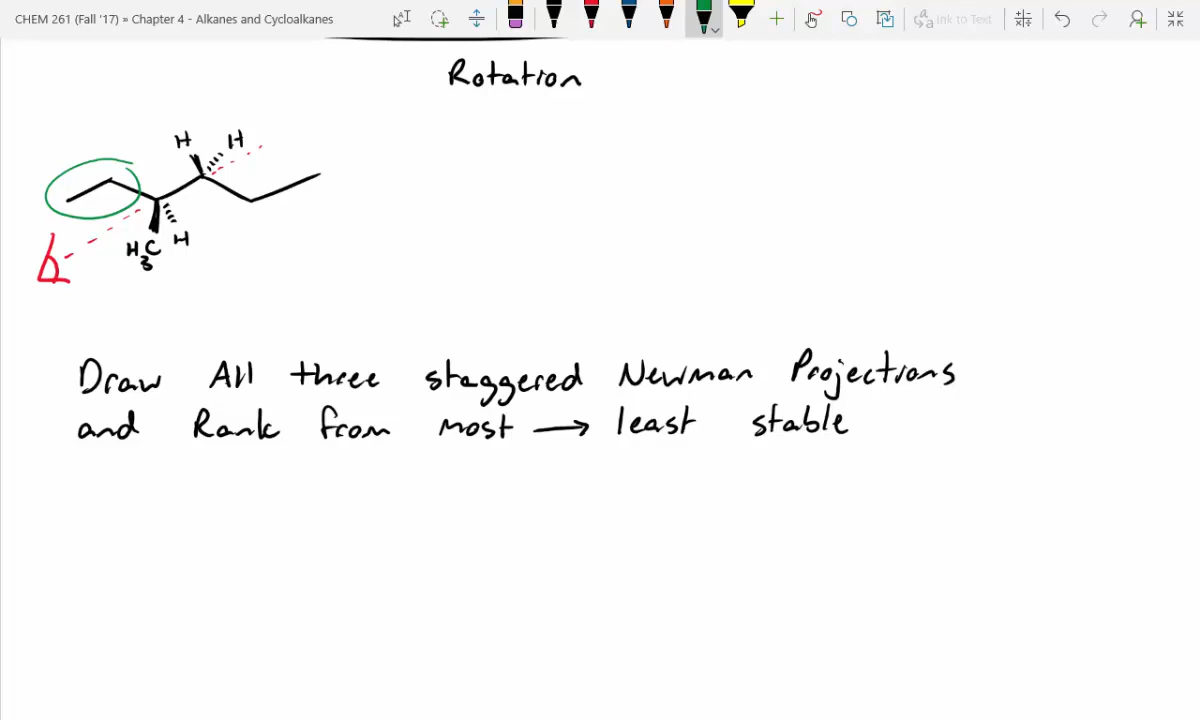 CHEM 261 (Fall '17) » Chapter 4 - Alkanes and Cycloalkanes
Ink to Text
Rotation
H H
H3C H
Draw All three staggered Newman Projections
and Rank from most → least stable